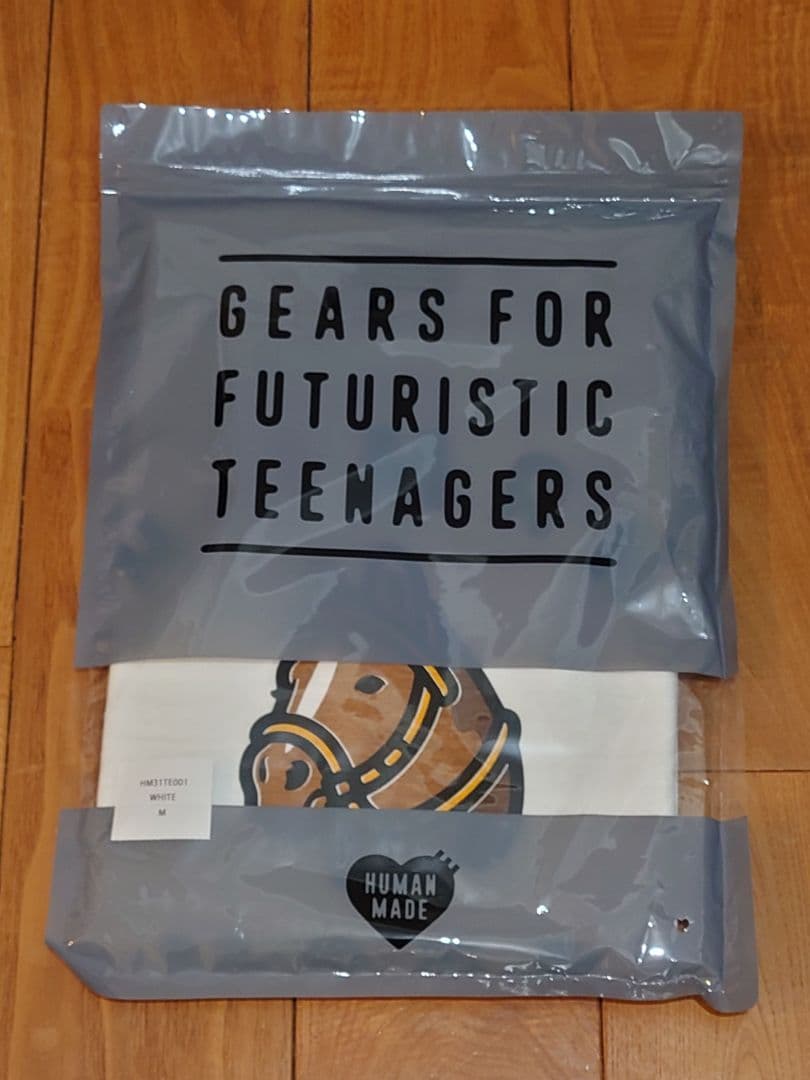 GEARS FOR
FUTURISTIC
TEENAGERS
HM31TE001
WHITE
M
HUMAN
MADE